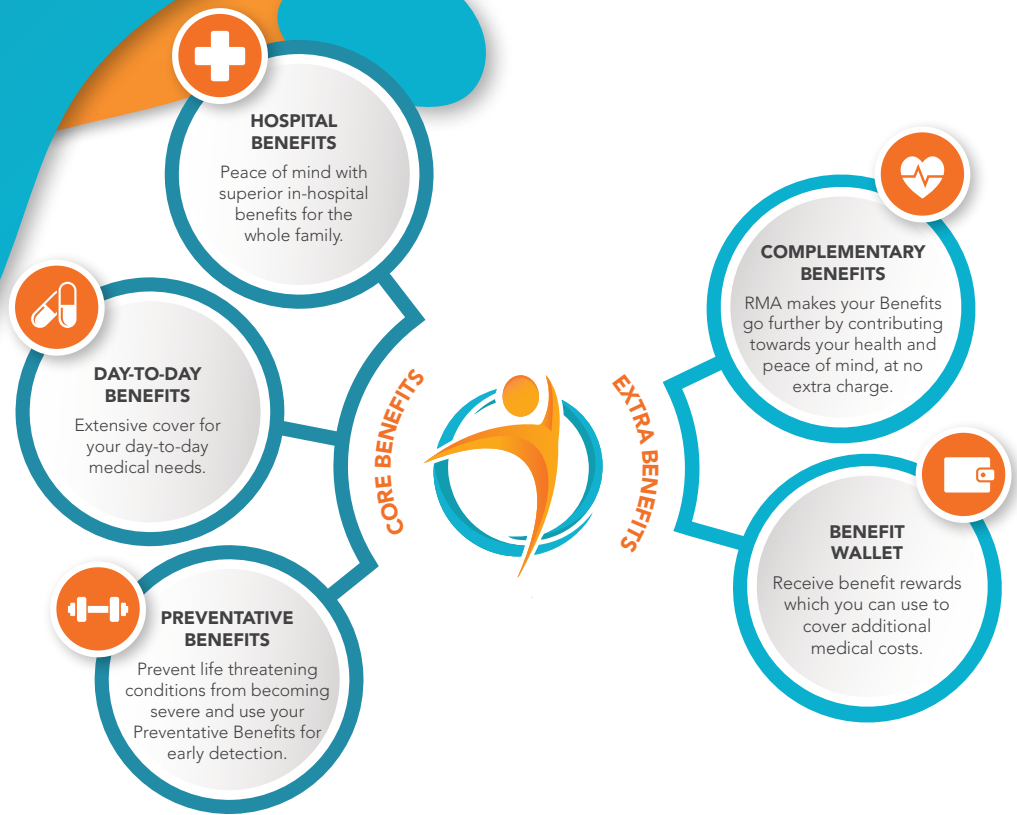 HOSPITAL
BENEFITS
Peace of mind with
superior in-hospital
benefits for the
whole family.
DAY-TO-DAY
BENEFITS
Extensive cover for
your day-to-day
medical needs.
PREVENTATIVE
BENEFITS
Prevent life threatening
conditions from becoming
severe and use your
Preventative Benefits for
early detection.
CORE BENEFITS
EXTRA BENEFITS
COMPLEMENTARY
BENEFITS
RMA makes your Benefits
go further by contributing
towards your health and
peace of mind, at no
extra charge.
BENEFIT
WALLET
Receive benefit rewards
which you can use to
cover additional
medical costs.